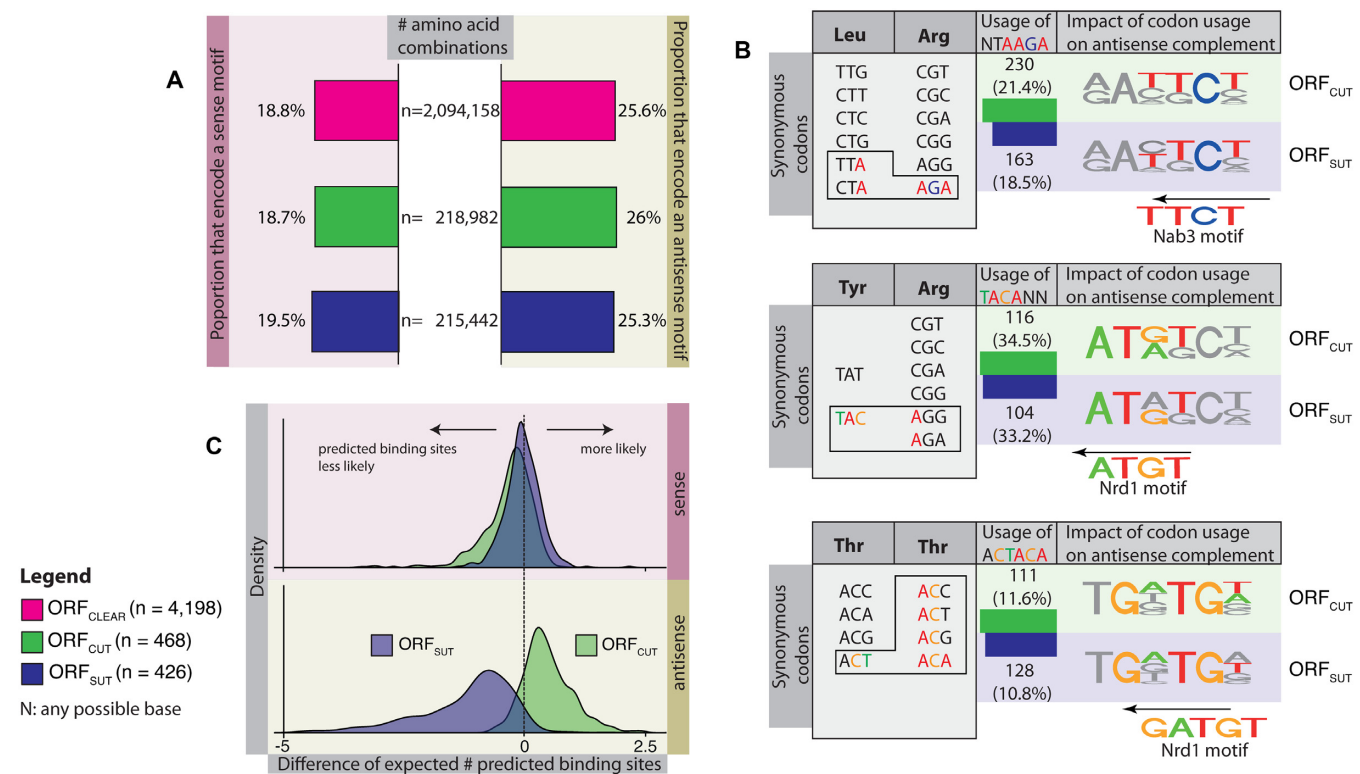 A
Poportion that encode a sense motif
# amino acid
combinations
Proportion that encode an antisense motif
18.8%
n=2,094,158
25.6%
18.7%
n= 218,982
26%
19.5%
n= 215,442
25.3%
B
Leu
Arg
Usage of
NTAAGA
Impact of codon usage
on antisense complement
Synonymous
codons
TTG
CTT
CTC
CTG
TTA
CTA
CGT
CGC
CGA
CGG
AGG
AGA
230
(21.4%)
163
(18.5%)
ORFCUT
ORFSUT
TTCT
Nab3 motif
Tyr
Arg
Usage of
TACANN
Impact of codon usage
on antisense complement
Synonymous
codons
TAT
TAC
CGT
CGC
CGA
CGG
AGG
AGA
116
(34.5%)
104
(33.2%)
ORFCUT
ORFSUT
ATGT
Nrd1 motif
Thr
Thr
Usage of
ACTACA
Impact of codon usage
on antisense complement
Synonymous
codons
ACC
ACA
ACG
ACT
ACC
ACT
ACG
ACA
111
(11.6%)
128
(10.8%)
ORFCUT
ORFSUT
GATGT
Nrd1 motif
C
Density
predicted binding sites
less likely
more likely
sense
ORFSUT
ORFCUT
antisense
-5
0
2.5
Difference of expected # predicted binding sites
Legend
ORFCLEAR (n = 4,198)
ORFCUT (n = 468)
ORFSUT (n = 426)
N: any possible base